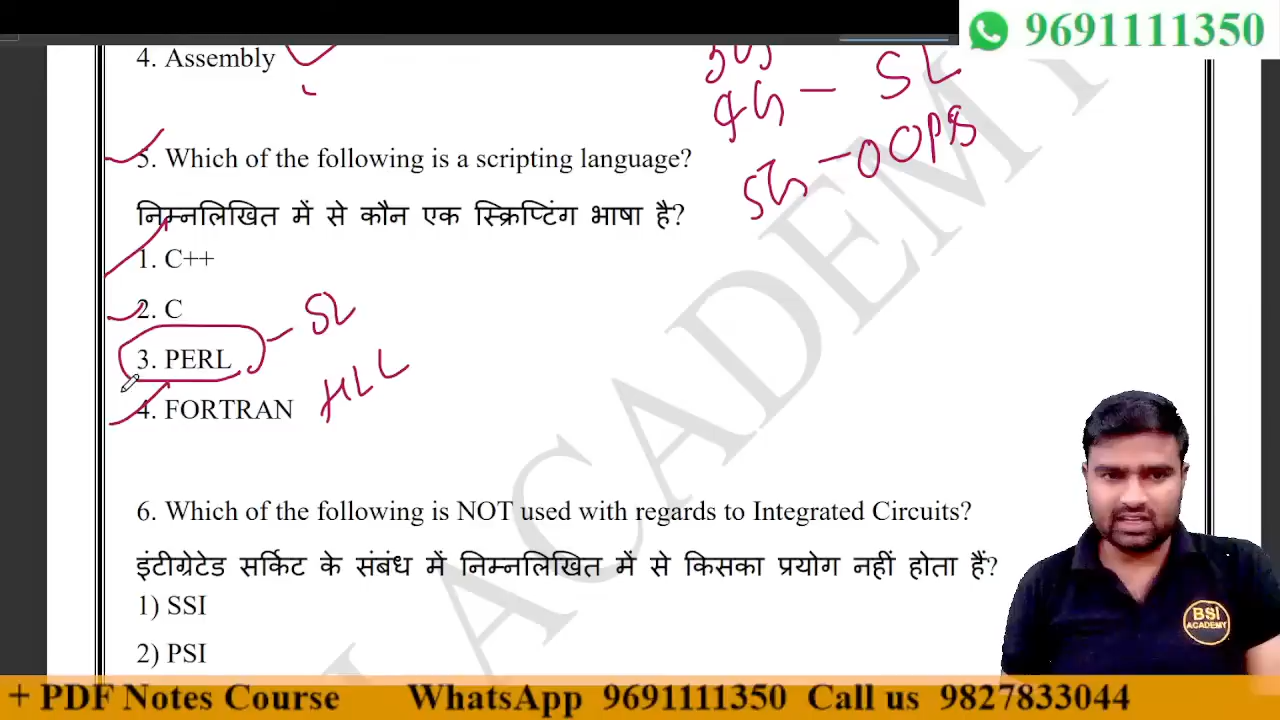 9691111350
4. Assembly
4G - SL
5. Which of the following is a scripting language?
5G - OOPS
निम्नलिखित में से कौन एक स्क्रिप्टिंग भाषा है?
1. C++
2. C
SL
3. PERL
HLL
4. FORTRAN
ACADEMY
6. Which of the following is NOT used with regards to Integrated Circuits?
इंटीग्रेटेड सर्किट के संबंध में निम्नलिखित में से किसका प्रयोग नहीं होता हैं?
1) SSI
BSI
ACADEMY
2) PSI
+ PDF Notes Course WhatsApp 9691111350 Call us 9827833044